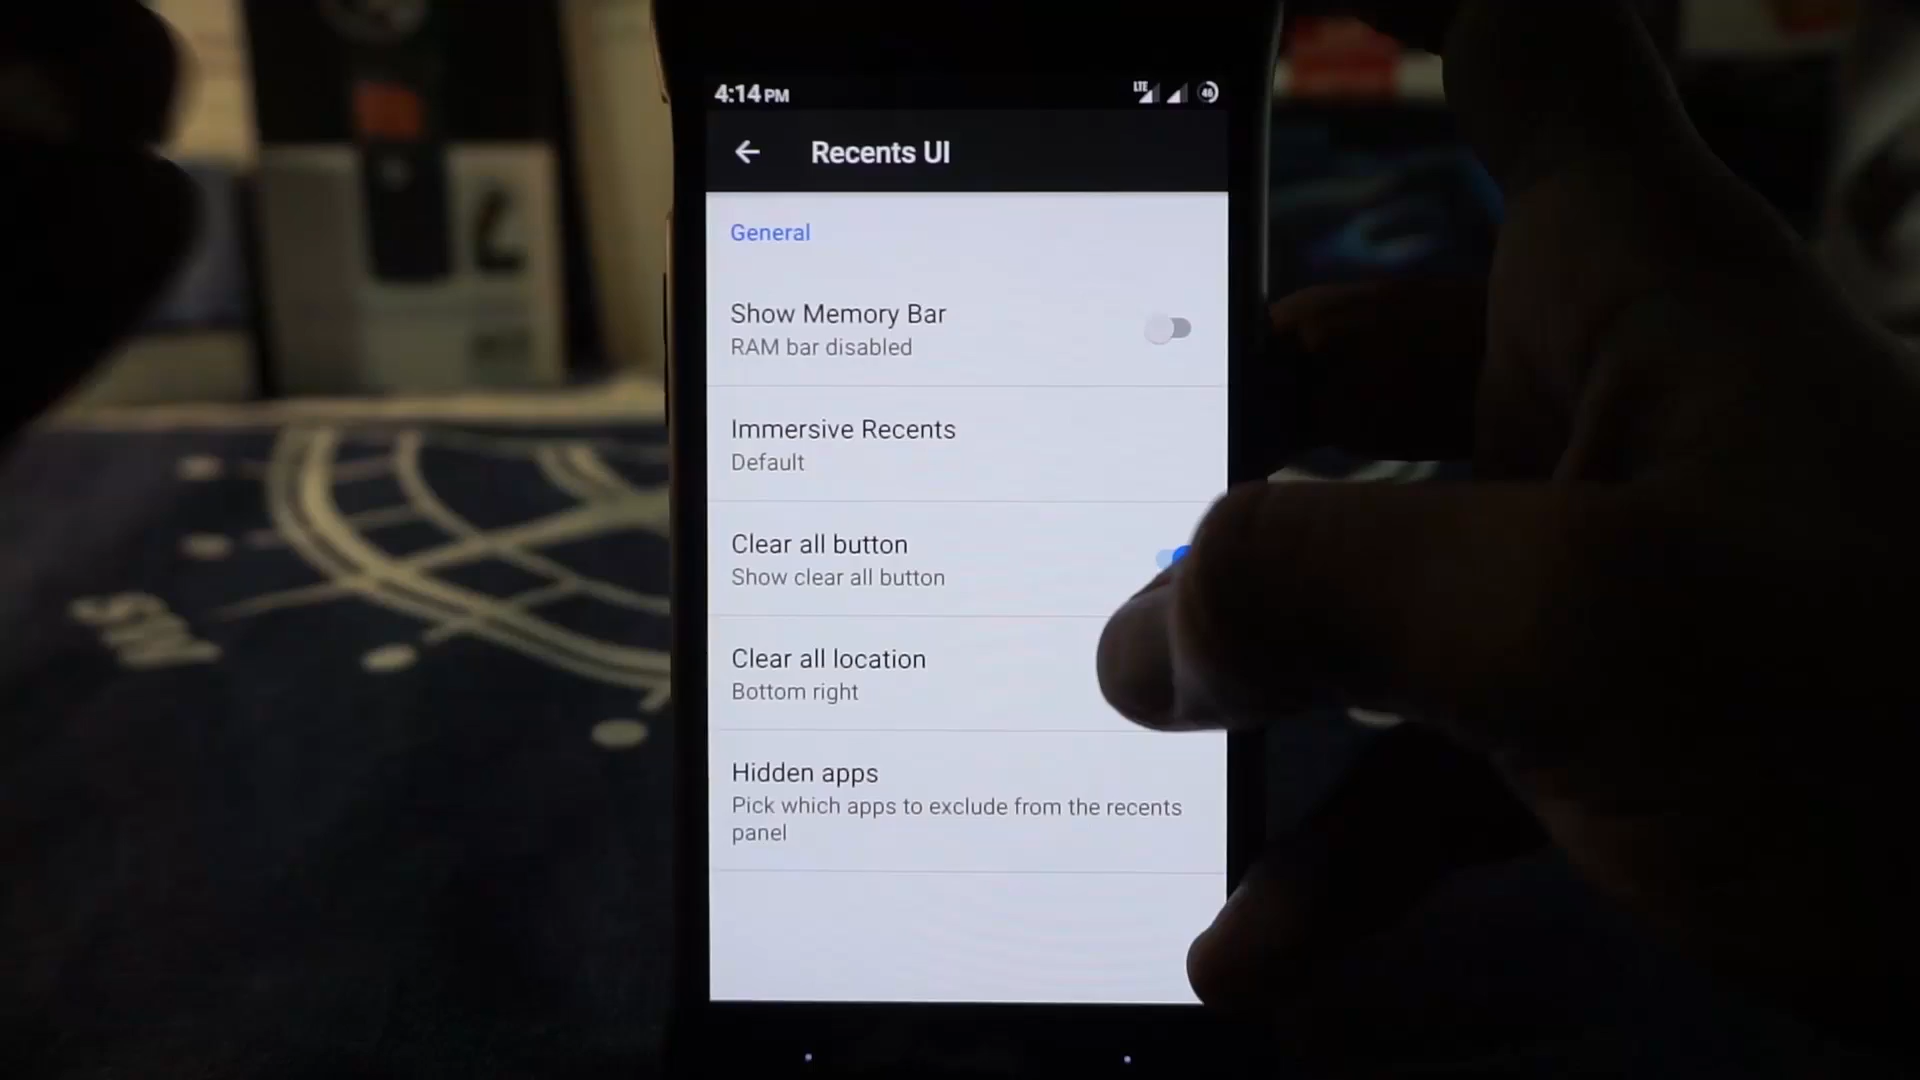 4:14 PM
LTE
46
Recents UI
General
Show Memory Bar
RAM bar disabled
Immersive Recents
Default
Clear all button
Show clear all button
Clear all location
Bottom right
Hidden apps
Pick which apps to exclude from the recents
panel